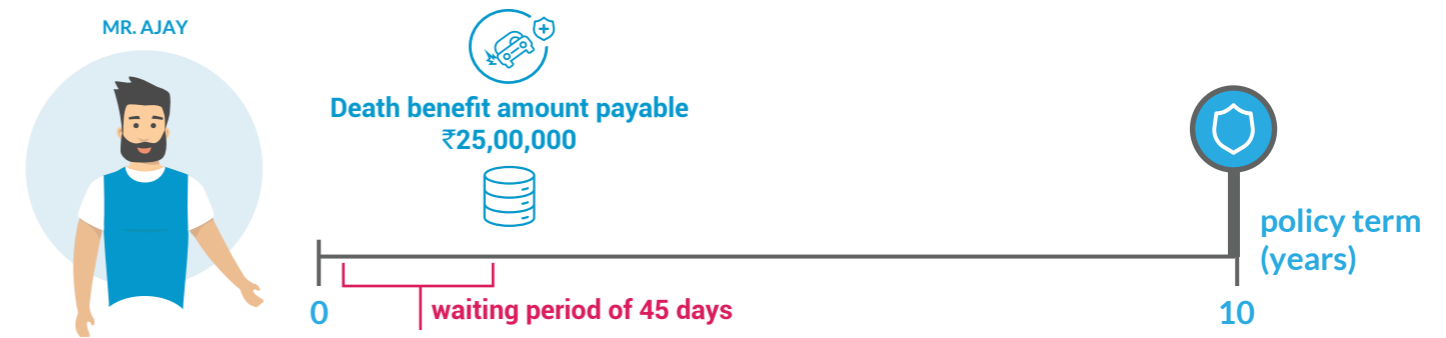 MR. AJAY
Death benefit amount payable
₹25,00,000
policy term
(years)
waiting period of 45 days
0
10